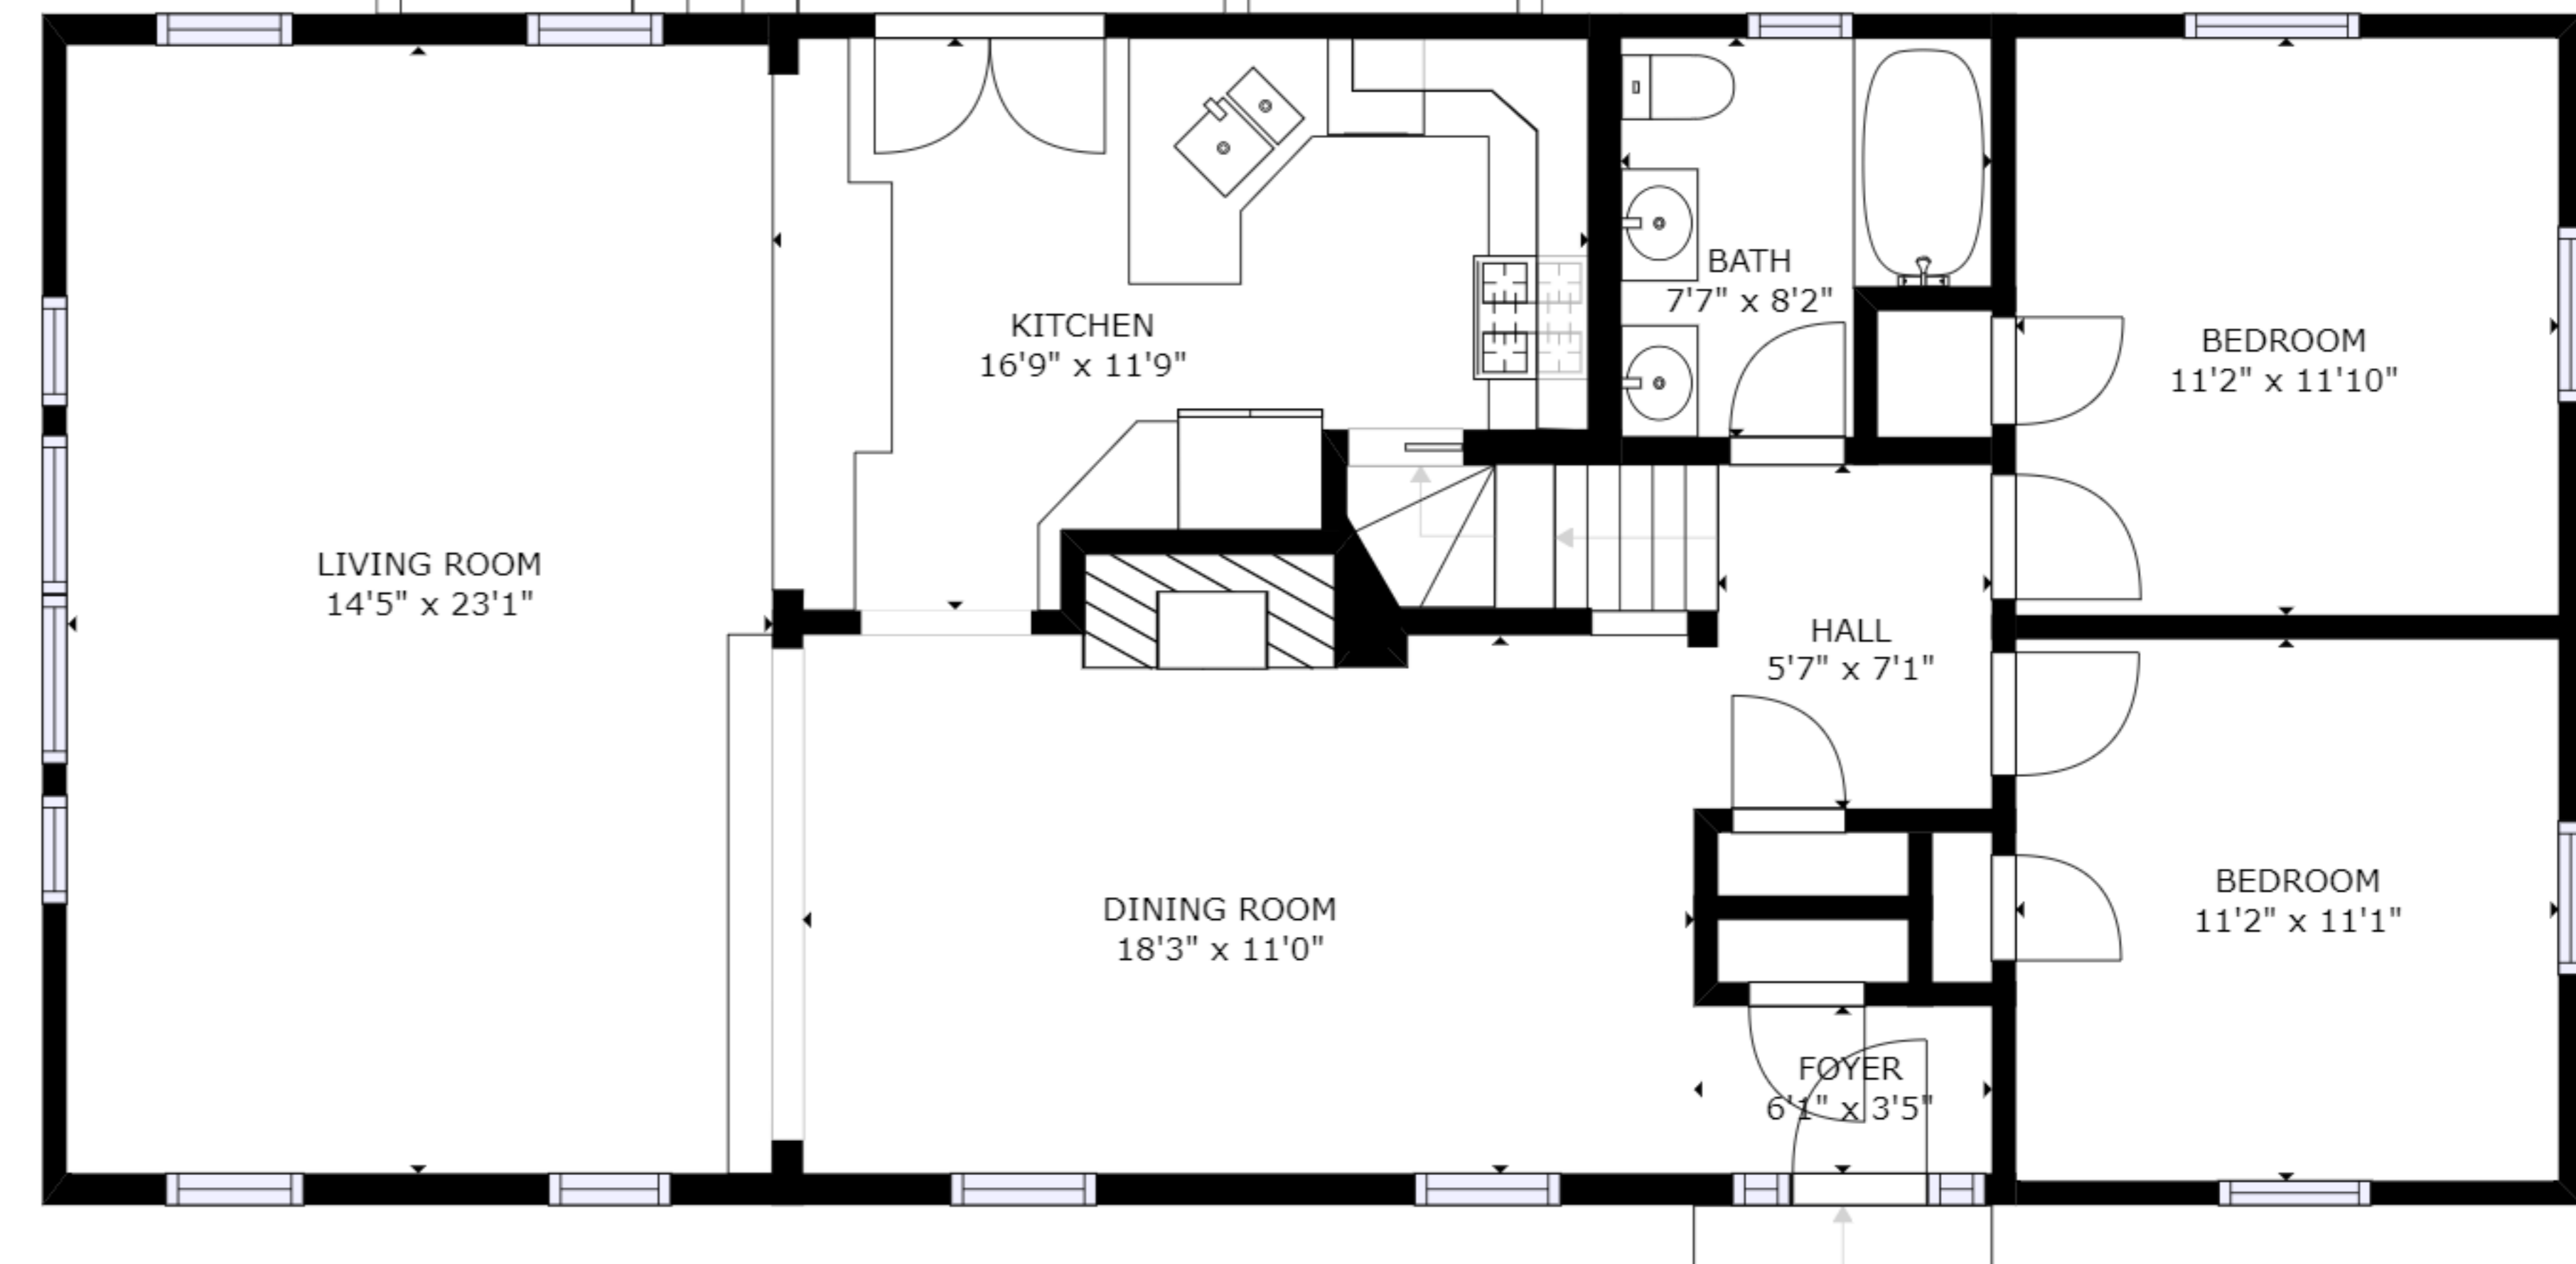 KITCHEN
16'9" x 11'9"
BATH
7'7" x 8'2"
BEDROOM
11'2" x 11'10"
LIVING ROOM
14'5" x 23'1"
HALL
5'7" x 7'1"
DINING ROOM
18'3" x 11'0"
BEDROOM
11'2" x 11'1"
FOYER
6'1" x 3'5"